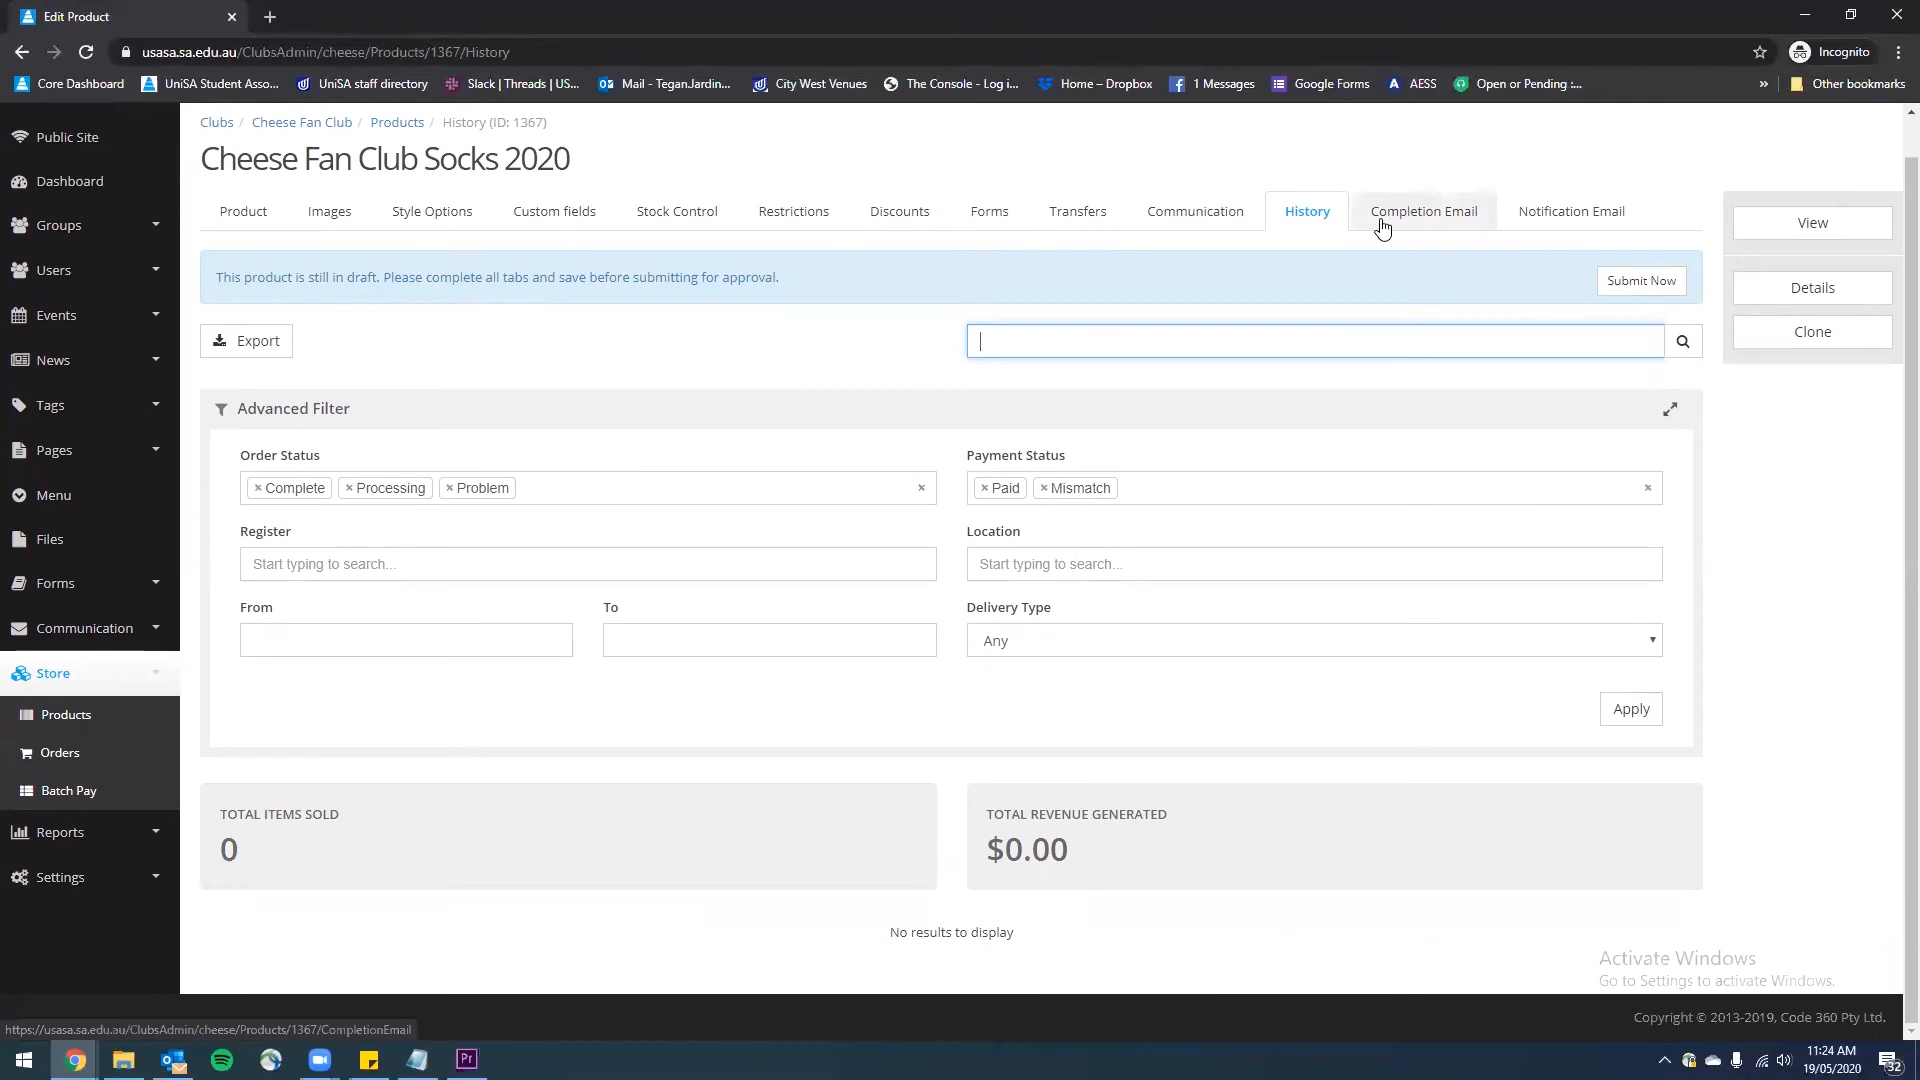 Edit Product
usasa.sa.edu.au/ClubsAdmin/cheese/Products/1367/History
Incognito
Core Dashboard
UniSA Student Asso...
UniSA staff directory
Slack | Threads | US...
Mail - TeganJardin...
City West Venues
The Console - Log i...
Home – Dropbox
1 Messages
Google Forms
AESS
Open or Pending :...
»
Other bookmarks
Public Site
Dashboard
Groups
Users
Events
News
Tags
Pages
Menu
Files
Forms
Communication
Store
Products
Orders
Batch Pay
Reports
Settings
Clubs / Cheese Fan Club / Products / History (ID: 1367)
Cheese Fan Club Socks 2020
Product
Images
Style Options
Custom fields
Stock Control
Restrictions
Discounts
Forms
Transfers
Communication
History
Completion Email
Notification Email
View
Details
Clone
This product is still in draft. Please complete all tabs and save before submitting for approval.
Submit Now
Export
Advanced Filter
Order Status
× Complete × Processing × Problem ×
Payment Status
× Paid × Mismatch ×
Register
Start typing to search...
Location
Start typing to search...
From
To
Delivery Type
Any
Apply
TOTAL ITEMS SOLD
0
TOTAL REVENUE GENERATED
$0.00
No results to display
Activate Windows
Go to Settings to activate Windows.
Copyright © 2013-2019, Code 360 Pty Ltd.
https://usasa.sa.edu.au/ClubsAdmin/cheese/Products/1367/CompletionEmail
Pr
11:24 AM
19/05/2020
32